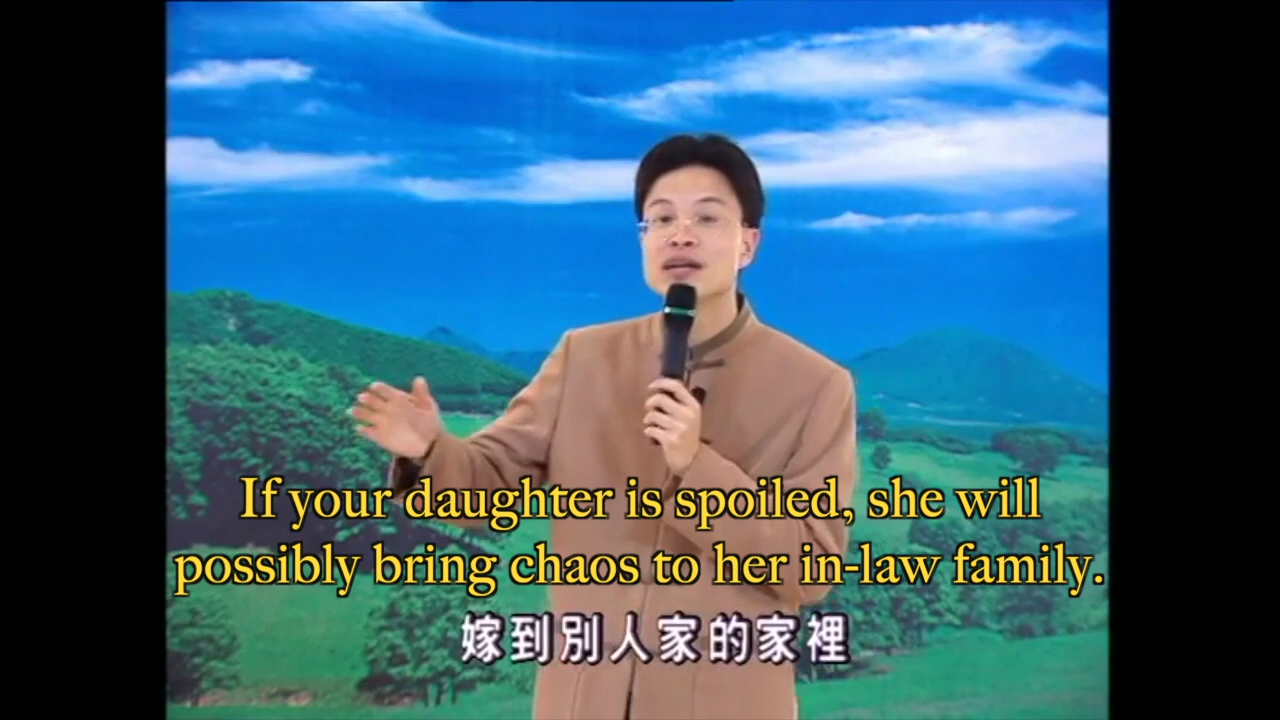 If your daughter is spoiled, she will
possibly bring chaos to her in-law family.
嫁到別人家的家裡